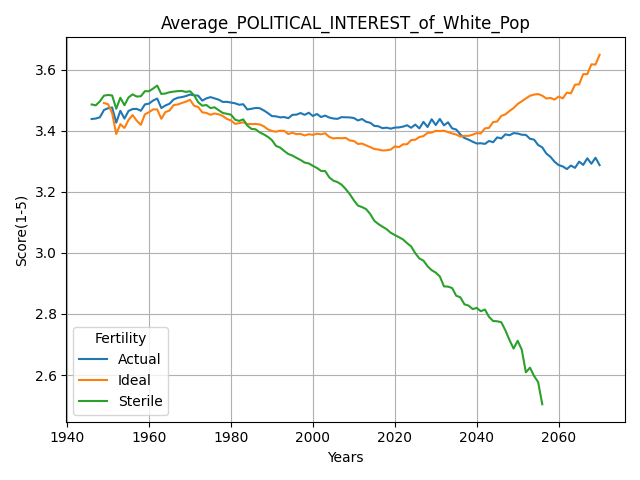 Average_POLITICAL_INTEREST_of_White_Pop
3.6
3.4
3.2
3.0
2.8
2.6
Score(1-5)
Fertility
Actual
Ideal
Sterile
1940 1960 1980 2000 2020 2040 2060
Years